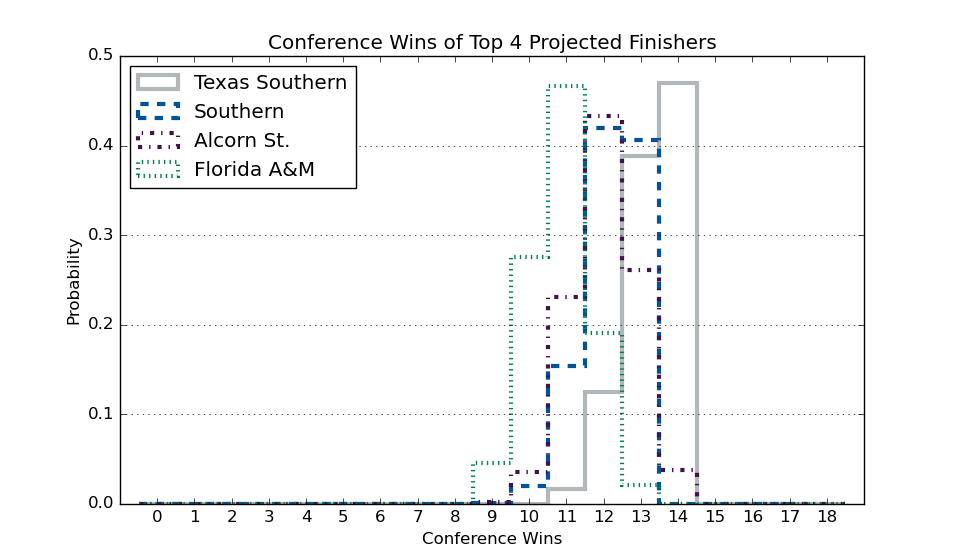 Conference Wins of Top 4 Projected Finishers
0.5
0.4
0.3
0.2
0.1
0.0
Probability
Texas Southern
Southern
Alcorn St.
Florida A&M
0 1 2 3 4 5 6 7 8 9 10 11 12 13 14 15 16 17 18
Conference Wins